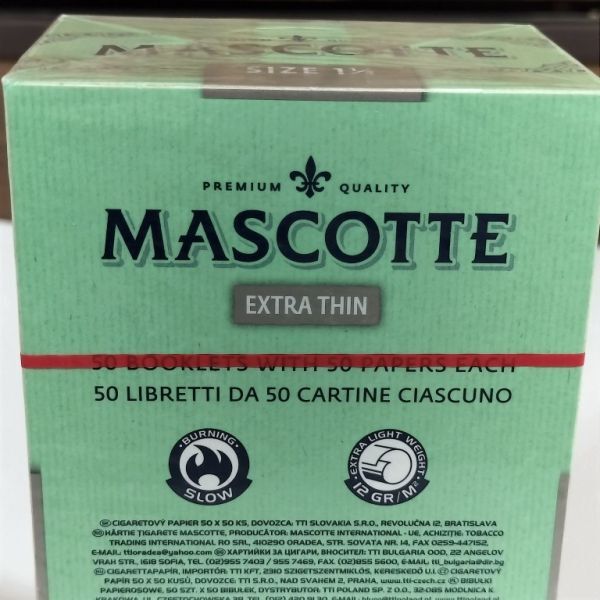 MASCOTTE
SIZE 1½
PREMIUM QUALITY
MASCOTTE
EXTRA THIN
50 BOOKLETS WITH 50 PAPERS EACH
50 LIBRETTI DA 50 CARTINE CIASCUNO
BURNING
SLOW
EXTRA LIGHT WEIGHT
12 GR/M²
CIGARETOVÝ PAPIER 50 X 50 KS, DOVOZCA: TTI SLOVAKIA S.R.O., REVOLUČNA 12, BRATISLAVA
HÂRTIE ŢIGARETE MASCOTTE, PRODUCĂTOR: MASCOTTE INTERNATIONAL - UE, ACHIZIŢIE: TOBACCO
TRADING INTERNATIONAL RO SRL, 410290 ORADEA, STR. SOVATA NR. 14, FAX 0259-447152,
E-MAIL: ttioradea@yahoo.com ХАРТИЙКИ ЗА ЦИГАРИ, ВНОСИТЕЛ: TTI BULGARIA OOD, 22 ANGELOV
VRAH STR., 1618 SOFIA, TEL. (02)955 7403 / 955 7469, FAX (02)855 5600, E-MAIL: tti_bulgaria@dir.bg
CIGARETTAPAPÍR, IMPORTŐR: TTI KFT, 2310 SZIGETSZENTMIKLÓS, KERESKEDŐ U.1. CIGARETOVÝ
PAPÍR 50 X 50 KUSŮ, DOVOZCE: TTI S.R.O., NAD SVAHEM 2, PRAHA, www.tti-czech.cz BIBUŁKI
PAPIEROSOWE, 50 SZT. X 50 BIBUŁEK, DYSTRYBUTOR: TTI POLAND SP. Z O.O., 32-085 MODLNICA K.